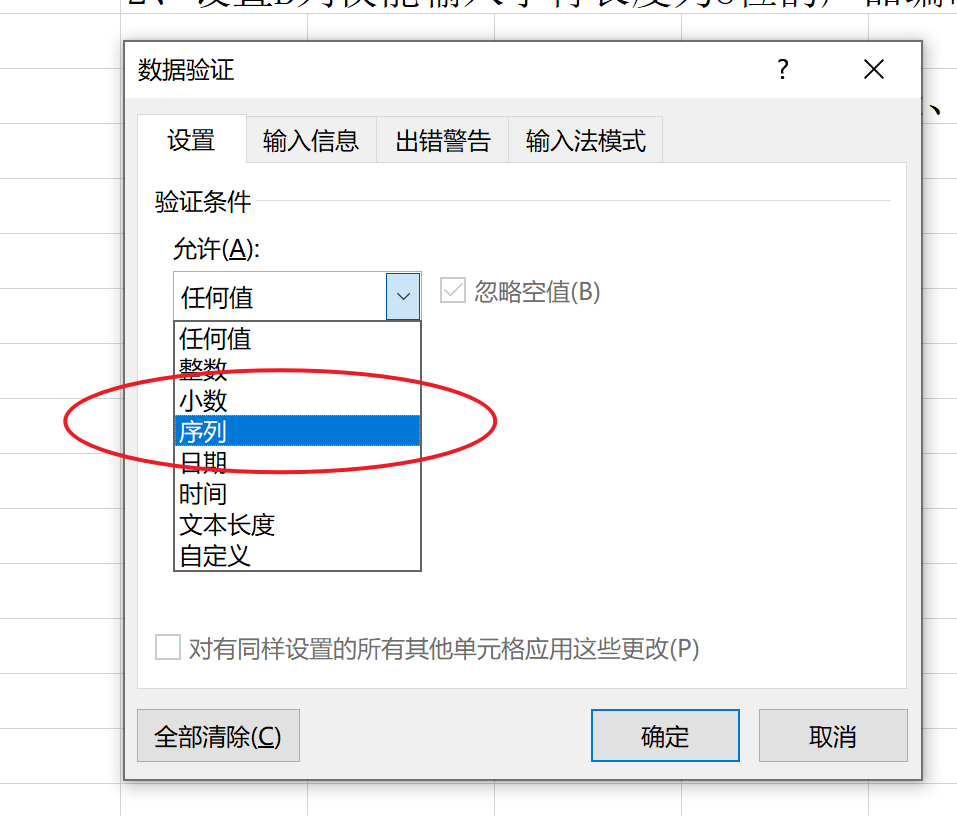 数据验证
?
设置 输入信息 出错警告 输入法模式
验证条件
允许(A):
任何值
忽略空值(B)
任何值
整数
小数
序列
日期
时间
文本长度
自定义
对有同样设置的所有其他单元格应用这些更改(P)
全部清除(C) 确定 取消